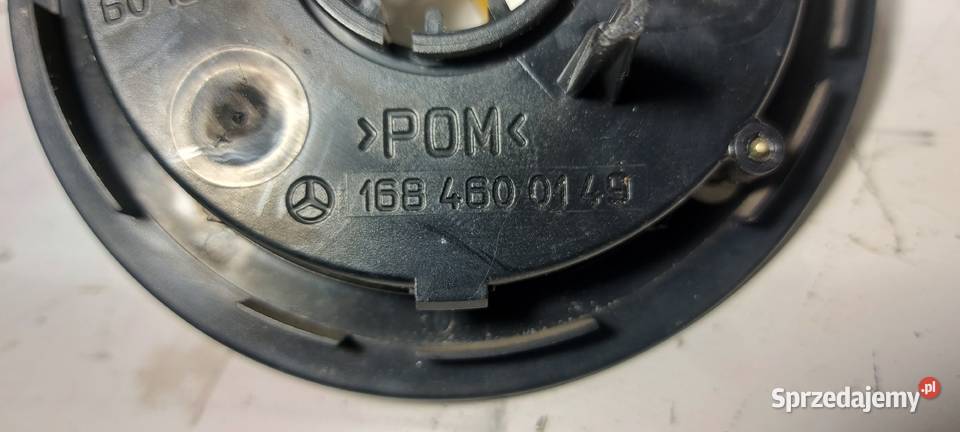 >POM<
168 460 01 49
Sprzedajemy.pl